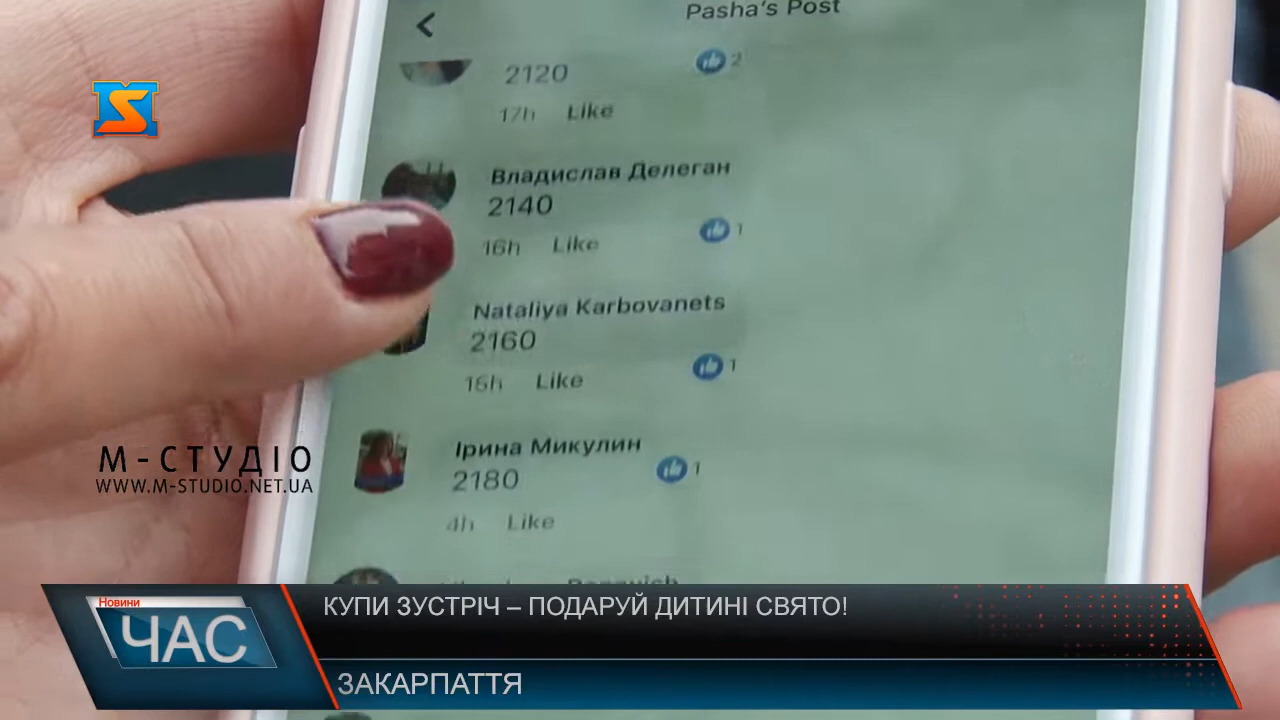 Pasha's Post
2120
2
17h Like
Владислав Делеган
2140
1
16h Like
Nataliya Karbovanets
2160
1
16h Like
Ірина Микулин
2180
1
4h Like
М-СТУДІО
WWW.M-STUDIO.NET.UA
Новини
ЧАС
КУПИ ЗУСТРІЧ – ПОДАРУЙ ДИТИНІ СВЯТО!
ЗАКАРПАТТЯ